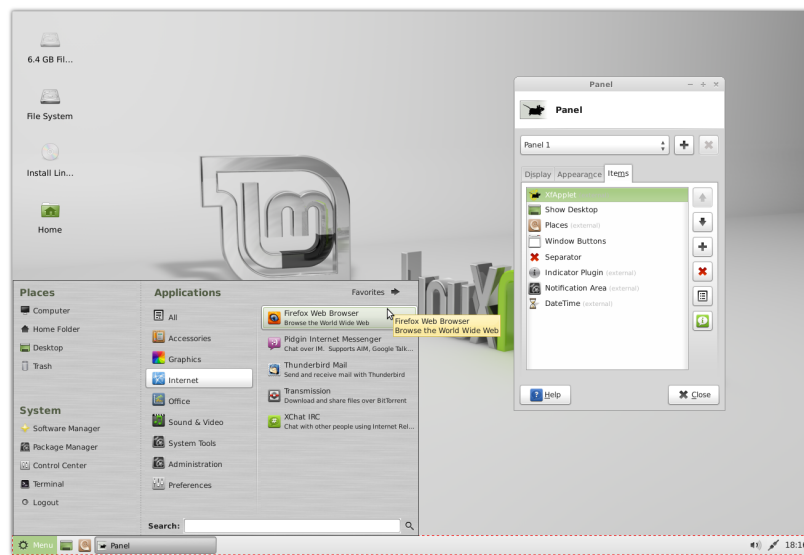 6.4 GB Fil...
File System
Install Lin...
Home
Panel
Panel
Panel 1
Display
Appearance
Items
XfApplet
Show Desktop
Places (external)
Window Buttons
Separator
Indicator Plugin (external)
Notification Area (external)
DateTime (external)
Help
Close
Places
Computer
Home Folder
Desktop
Trash
System
Software Manager
Package Manager
Control Center
Terminal
Logout
Applications
Favorites
All
Accessories
Graphics
Internet
Office
Sound & Video
System Tools
Administration
Preferences
Firefox Web Browser
Browse the World Wide Web
Pidgin Internet Messenger
Chat over IM. Supports AIM, Google Talk...
Thunderbird Mail
Send and receive mail with Thunderbird
Transmission
Download and share files over BitTorrent
XChat IRC
Chat with other people using Internet Rel...
Firefox Web Browser
Browse the World Wide Web
Search:
Menu
Panel